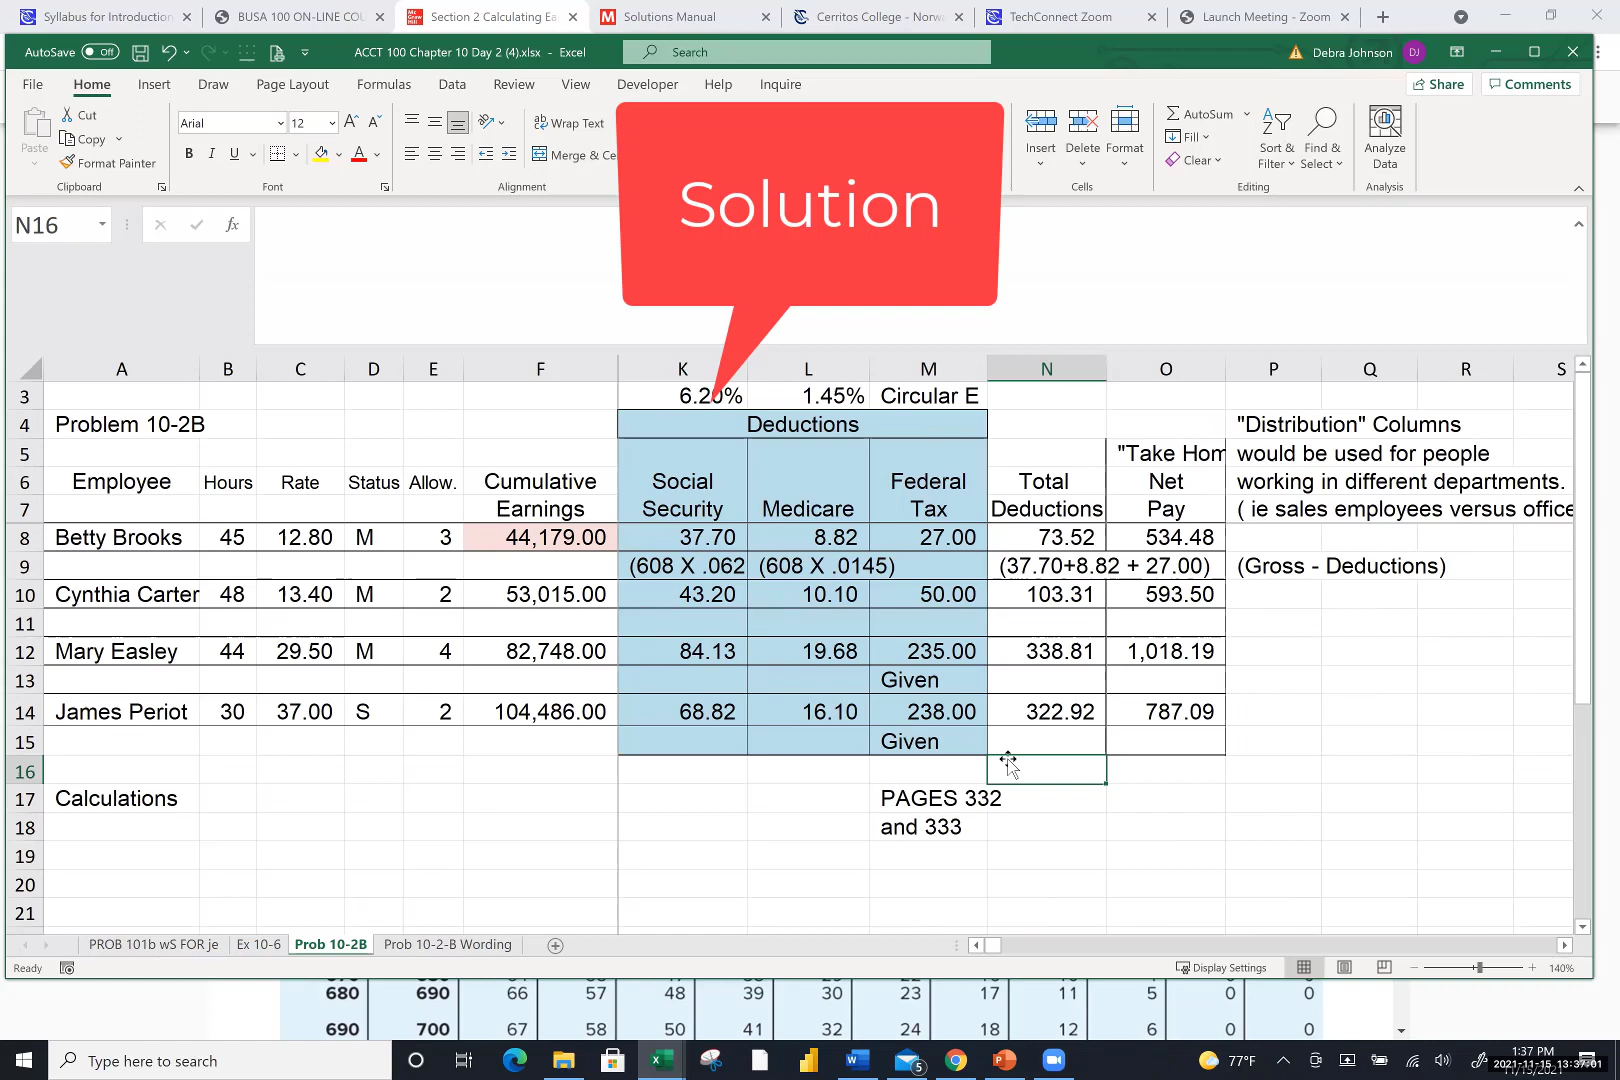 Syllabus for Introduction
BUSA 100 ON-LINE COU
Section 2 Calculating Ea
Solutions Manual
Cerritos College - Norw
TechConnect Zoom
Launch Meeting - Zoom
AutoSave Off
ACCT 100 Chapter 10 Day 2 (4).xlsx - Excel
Search
Debra Johnson DJ
File Home Insert Draw Page Layout Formulas Data Review View Developer Help Inquire
Share Comments
Paste
Cut
Copy
Format Painter
Clipboard
Arial 12
B I U
Font
Wrap Text
Merge & Ce
Alignment
Insert Delete Format
Cells
AutoSum
Fill
Clear
Sort & Filter
Find & Select
Editing
Analyze Data
Analysis
Solution
N16 fx
A B C D E F K L M N O P Q R S
3 6.20% 1.45% Circular E
4 Problem 10-2B Deductions "Distribution" Columns
5 "Take Hom would be used for people
6 Employee Hours Rate Status Allow. Cumulative Social Federal Total Net working in different departments.
7 Earnings Security Medicare Tax Deductions Pay ( ie sales employees versus office
8 Betty Brooks 45 12.80 M 3 44,179.00 37.70 8.82 27.00 73.52 534.48
9 (608 X .062 (608 X .0145) (37.70+8.82 + 27.00) (Gross - Deductions)
10 Cynthia Carter 48 13.40 M 2 53,015.00 43.20 10.10 50.00 103.31 593.50
11
12 Mary Easley 44 29.50 M 4 82,748.00 84.13 19.68 235.00 338.81 1,018.19
13 Given
14 James Periot 30 37.00 S 2 104,486.00 68.82 16.10 238.00 322.92 787.09
15 Given
16
17 Calculations PAGES 332
18 and 333
19
20
21
PROB 101b wS FOR je Ex 10-6 Prob 10-2B Prob 10-2-B Wording
Ready Display Settings 140%
680 690 66 57 48 39 30 23 17 11 5 0 0
690 700 67 58 50 41 32 24 18 12 6 0 0
Type here to search
5
77°F
1:37 PM
2021-11-15 13:37:01